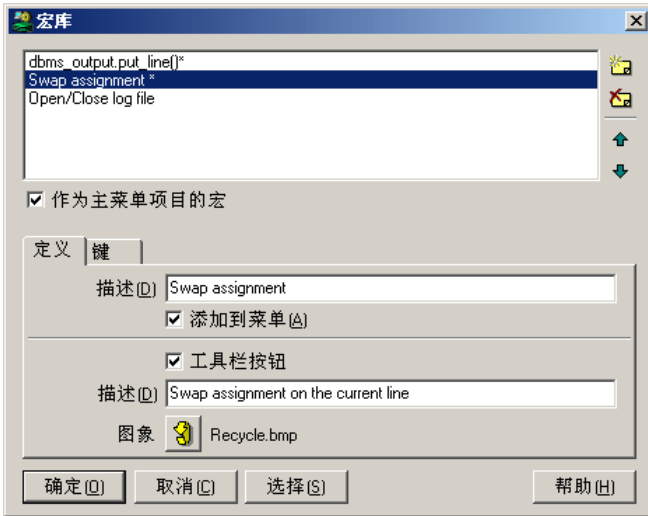 宏库
dbms_output.put_line()*
Swap assignment *
Open/Close log file
作为主菜单项目的宏
定义 键
描述(D) Swap assignment
添加到菜单(A)
工具栏按钮
描述(D) Swap assignment on the current line
图象 Recycle.bmp
确定(O) 取消(C) 选择(S) 帮助(H)